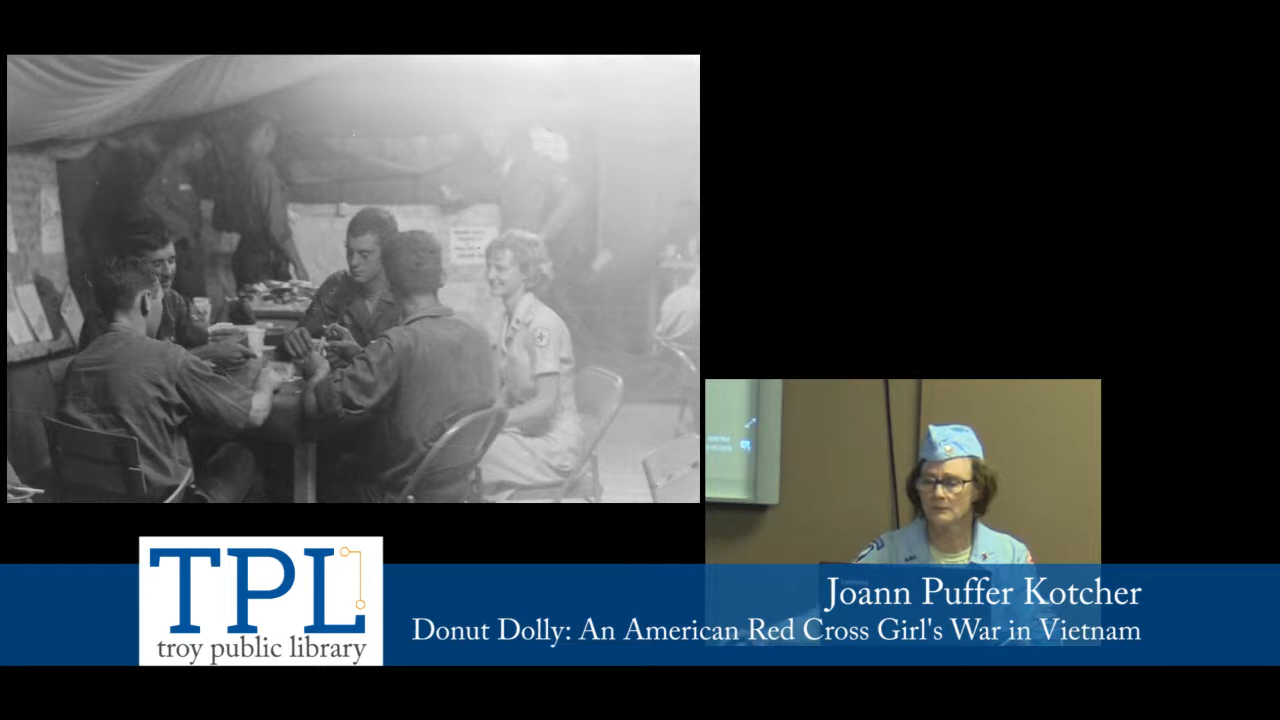 TPL
troy public library
Joann Puffer Kotcher
Donut Dolly: An American Red Cross Girl's War in Vietnam